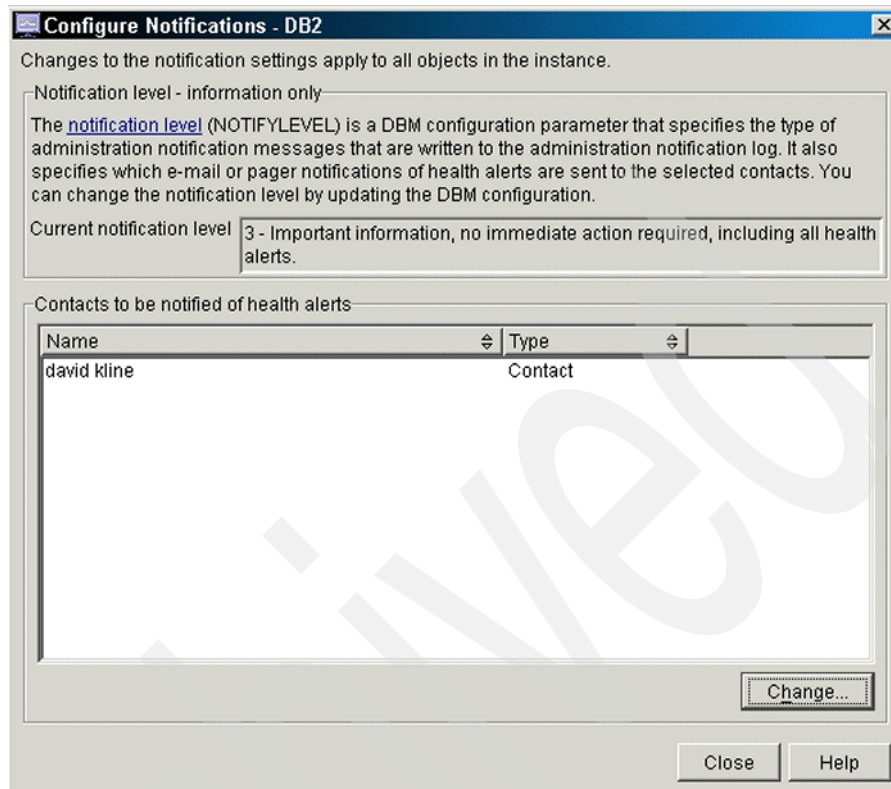 Configure Notifications - DB2
Changes to the notification settings apply to all objects in the instance.
Notification level - information only
The notification level (NOTIFYLEVEL) is a DBM configuration parameter that specifies the type of
administration notification messages that are written to the administration notification log. It also
specifies which e-mail or pager notifications of health alerts are sent to the selected contacts. You
can change the notification level by updating the DBM configuration.
Current notification level 3 - Important information, no immediate action required, including all health
alerts.
Contacts to be notified of health alerts
Name Type
david kline Contact
Change...
Close Help